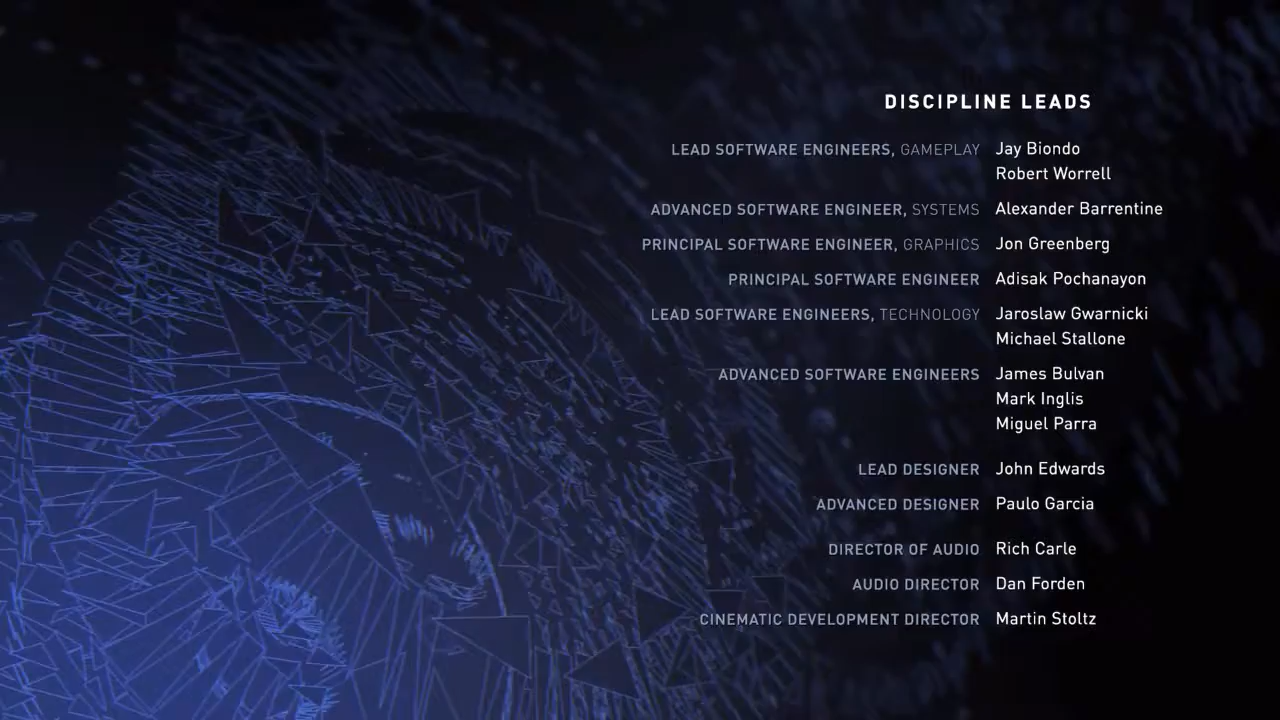 DISCIPLINE LEADS
LEAD SOFTWARE ENGINEERS, GAMEPLAY Jay Biondo
Robert Worrell
ADVANCED SOFTWARE ENGINEER, SYSTEMS Alexander Barrentine
PRINCIPAL SOFTWARE ENGINEER, GRAPHICS Jon Greenberg
PRINCIPAL SOFTWARE ENGINEER Adisak Pochanayon
LEAD SOFTWARE ENGINEERS, TECHNOLOGY Jaroslaw Gwarnicki
Michael Stallone
ADVANCED SOFTWARE ENGINEERS James Bulvan
Mark Inglis
Miguel Parra
LEAD DESIGNER John Edwards
ADVANCED DESIGNER Paulo Garcia
DIRECTOR OF AUDIO Rich Carle
AUDIO DIRECTOR Dan Forden
CINEMATIC DEVELOPMENT DIRECTOR Martin Stoltz